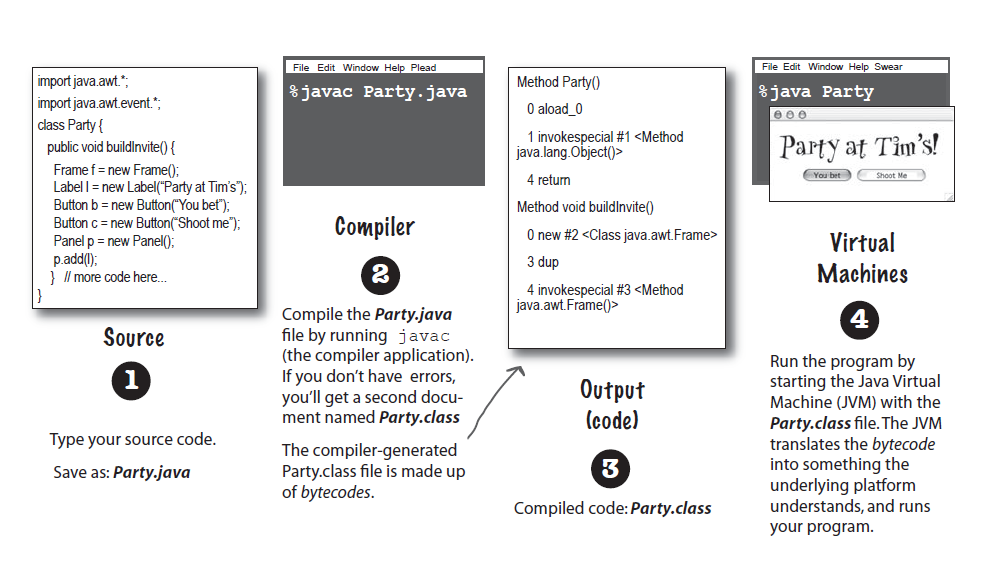 import java.awt.*;
import java.awt.event.*;
class Party {
public void buildInvite() {
Frame f = new Frame();
Label l = new Label(“Party at Tim’s”);
Button b = new Button(“You bet”);
Button c = new Button(“Shoot me”);
Panel p = new Panel();
p.add(l);
} // more code here...
}
Source
1
Type your source code.
Save as: Party.java
File Edit Window Help Plead
%javac Party.java
Compiler
2
Compile the Party.java
file by running javac
(the compiler application).
If you don’t have errors,
you’ll get a second docu-
ment named Party.class
The compiler-generated
Party.class file is made up
of bytecodes.
Method Party()
0 aload_0
1 invokespecial #1 <Method
java.lang.Object()>
4 return
Method void buildInvite()
0 new #2 <Class java.awt.Frame>
3 dup
4 invokespecial #3 <Method
java.awt.Frame()>
Output
(code)
3
Compiled code: Party.class
File Edit Window Help Swear
%java Party
Party at Tim’s!
You bet Shoot Me
Virtual
Machines
4
Run the program by
starting the Java Virtual
Machine (JVM) with the
Party.class file. The JVM
translates the bytecode
into something the
underlying platform
understands, and runs
your program.